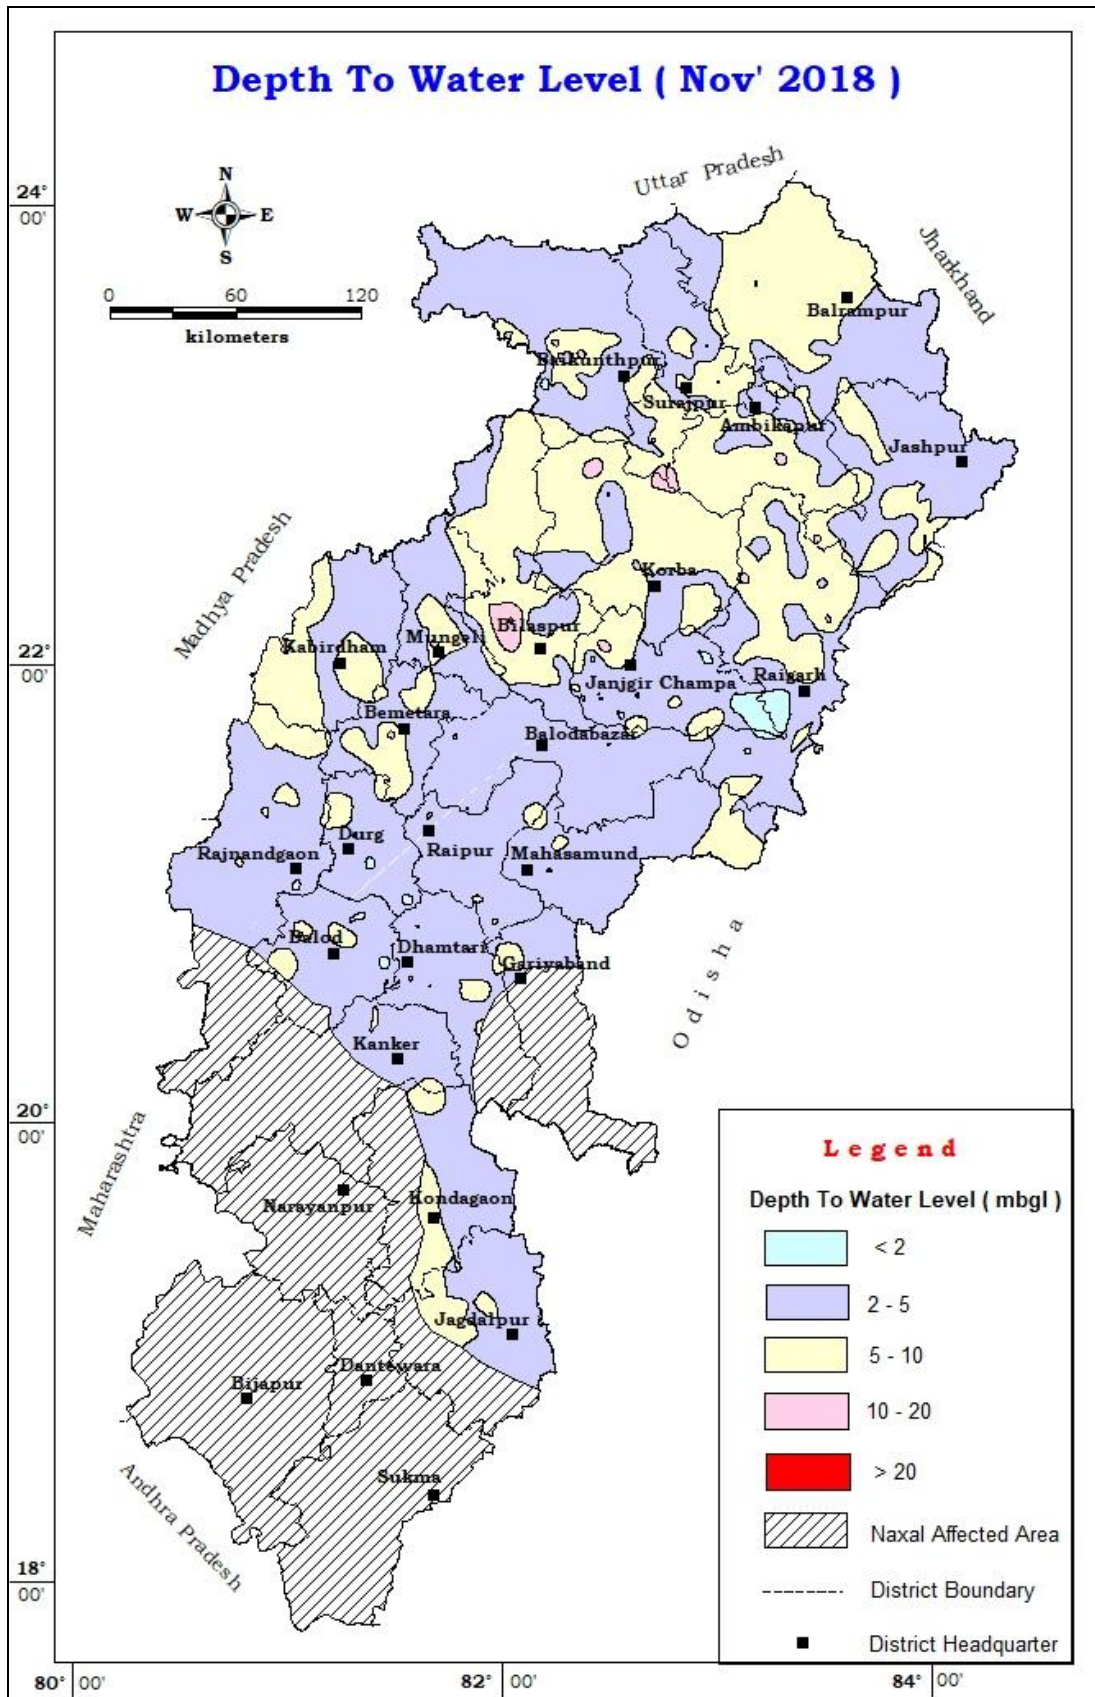 Depth To Water Level ( Nov' 2018 )
Uttar Pradesh
24°
00'
N
W E
S
Jharkhand
0 60 120
kilometers
Balrampur
Baikunthpur
Surajpur
Ambikapur
Jashpur
Madhya Pradesh
Korba
Bilaspur
Mungeli
Kabirdham
22°
00'
Janjgir Champa
Raigarh
Bemetara
Balodabazar
Durg
Raipur
Mahasamund
Rajnandgaon
Balod
Dhamtari
Gariyaband
Odisha
Kanker
20°
00'
Maharashtra
Narayanpur
Kondagaon
Jagdalpur
Dantewara
Bijapur
Sukma
Andhra Pradesh
18°
00'
Legend
Depth To Water Level ( mbgl )
< 2
2 - 5
5 - 10
10 - 20
> 20
Naxal Affected Area
District Boundary
District Headquarter
80° 00' 82° 00' 84° 00'